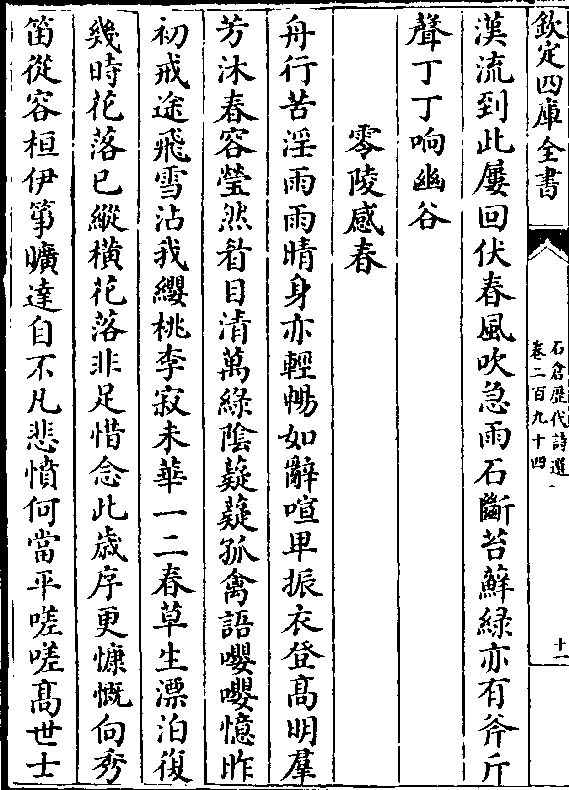 欽定四庫全書
石倉歷代詩選
卷二百九十四
十一
漢流到此屢回伏春風吹急雨石斷苔蘚綠亦有斧斤
聲丁丁响幽谷
零陵感春
舟行苦淫雨雨晴身亦輕暢如辭喧卑振衣登高明羣
芳沐春容瑩然看目清萬綠陰薿薿孤禽語嚶嚶憶昨
初戒途飛雪沾我纓桃李寂未華一二春草生漂泊復
幾時花落已縱橫花落非足惜念此歲序更慷慨向秀
笛從容桓伊箏曠達自不凡悲憤何當平嗟嗟高世士